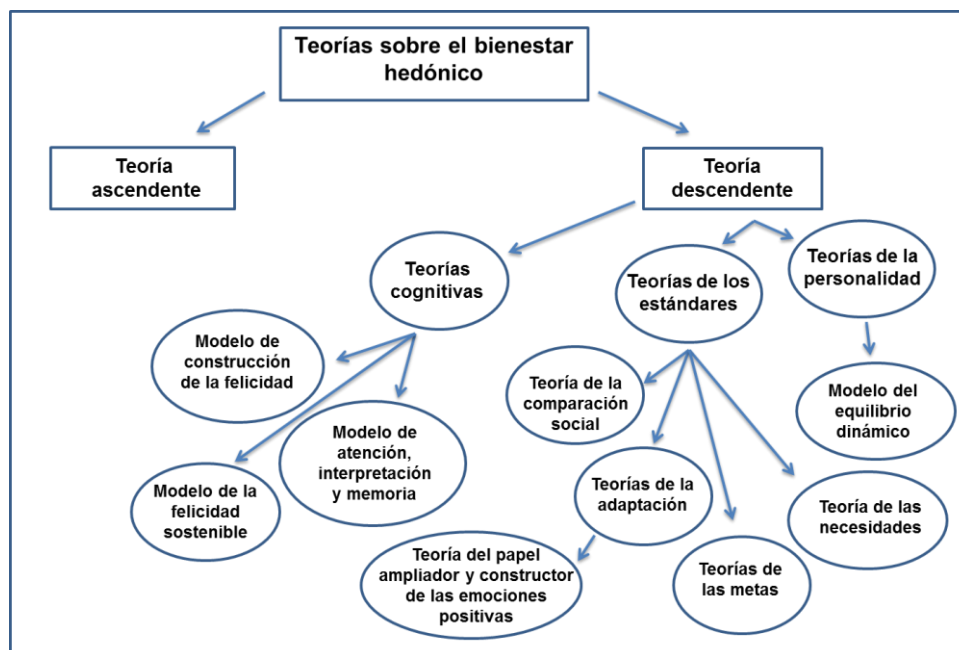 Teorías sobre el bienestar
hedónico
Teoría
ascendente
Teoría
descendente
Teorías
cognitivas
Teorías de los
estándares
Teorías de la
personalidad
Modelo de
construcción
de la felicidad
Modelo de
atención,
interpretación
y memoria
Modelo de la
felicidad
sostenible
Teoría de la
comparación
social
Teorías de la
adaptación
Teoría del papel
ampliador y constructor
de las emociones
positivas
Teorías de
las metas
Teoría de las
necesidades
Modelo del
equilibrio
dinámico